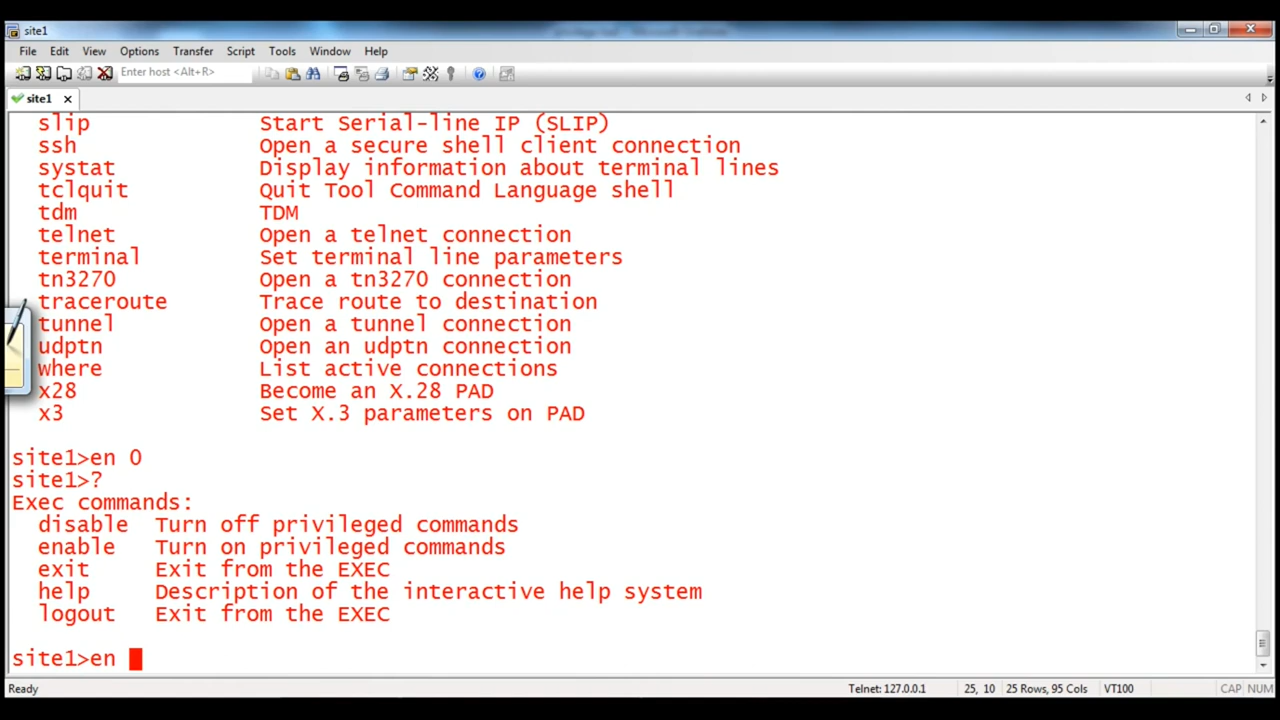 site1
File Edit View Options Transfer Script Tools Window Help
Enter host <Alt+R>
site1
slip Start Serial-line IP (SLIP)
ssh Open a secure shell client connection
systat Display information about terminal lines
tclquit Quit Tool Command Language shell
tdm TDM
telnet Open a telnet connection
terminal Set terminal line parameters
tn3270 Open a tn3270 connection
traceroute Trace route to destination
tunnel Open a tunnel connection
udptn Open an udptn connection
where List active connections
x28 Become an X.28 PAD
x3 Set X.3 parameters on PAD
site1>en 0
site1>?
Exec commands:
disable Turn off privileged commands
enable Turn on privileged commands
exit Exit from the EXEC
help Description of the interactive help system
logout Exit from the EXEC
site1>en
Ready Telnet: 127.0.0.1 25, 10 25 Rows, 95 Cols VT100 CAP NUM